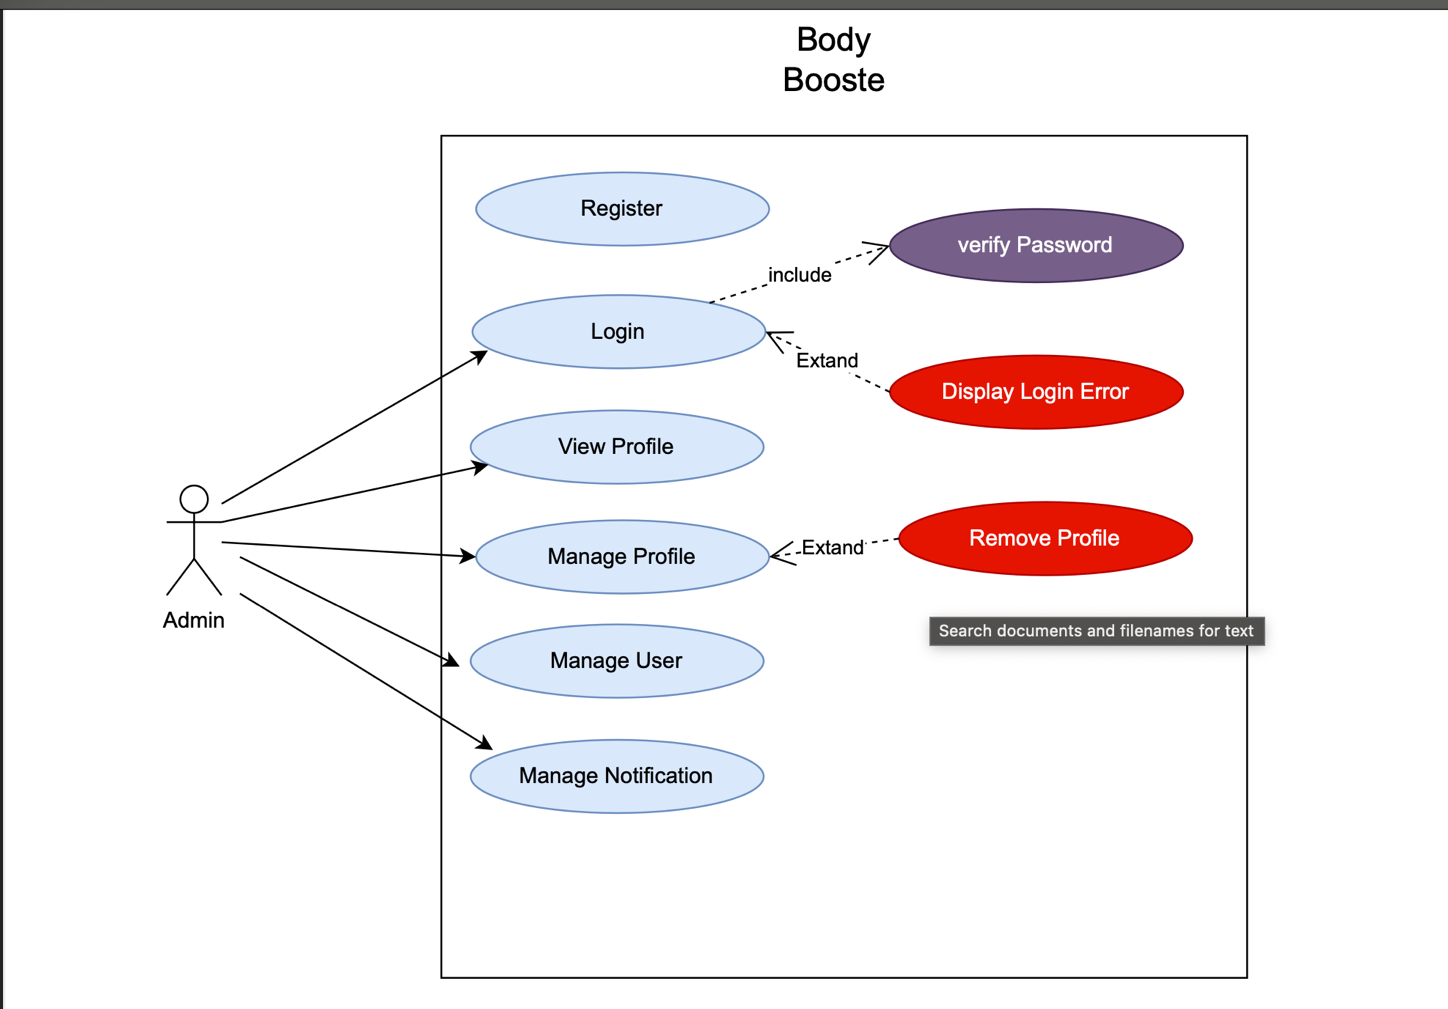 Body
Booste
Register
verify Password
include
Login
Extand
Display Login Error
View Profile
Manage Profile
Extand
Remove Profile
Admin
Search documents and filenames for text
Manage User
Manage Notification